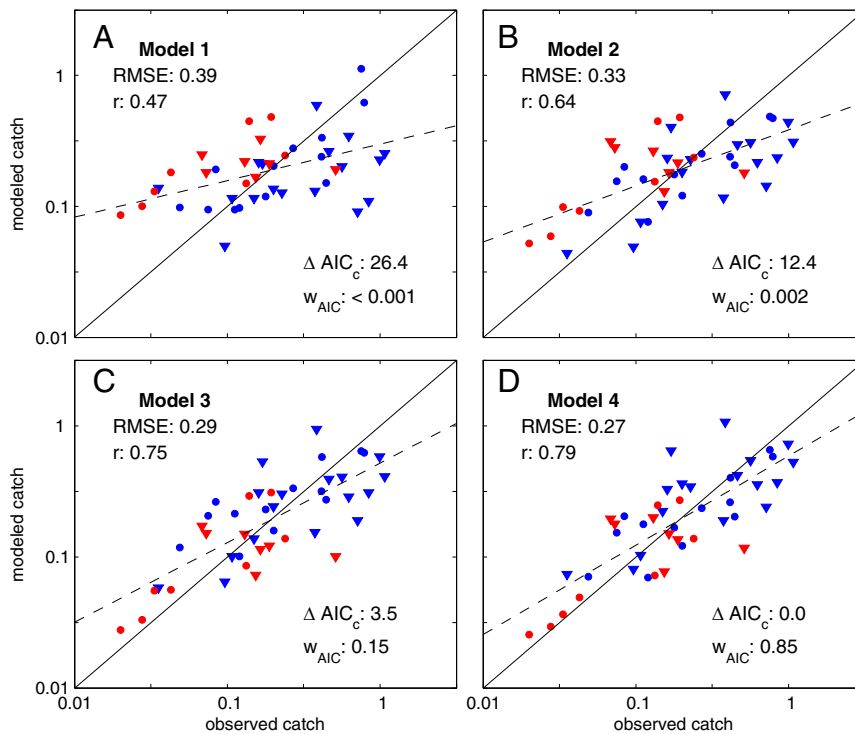 A
Model 1
RMSE: 0.39
r: 0.47
Δ AICc: 26.4
wAIC: < 0.001
B
Model 2
RMSE: 0.33
r: 0.64
Δ AICc: 12.4
wAIC: 0.002
1
0.1
0.01
modeled catch
C
Model 3
RMSE: 0.29
r: 0.75
Δ AICc: 3.5
wAIC: 0.15
D
Model 4
RMSE: 0.27
r: 0.79
Δ AICc: 0.0
wAIC: 0.85
1
0.1
0.01
modeled catch
0.01 0.1 1
observed catch
0.01 0.1 1
observed catch